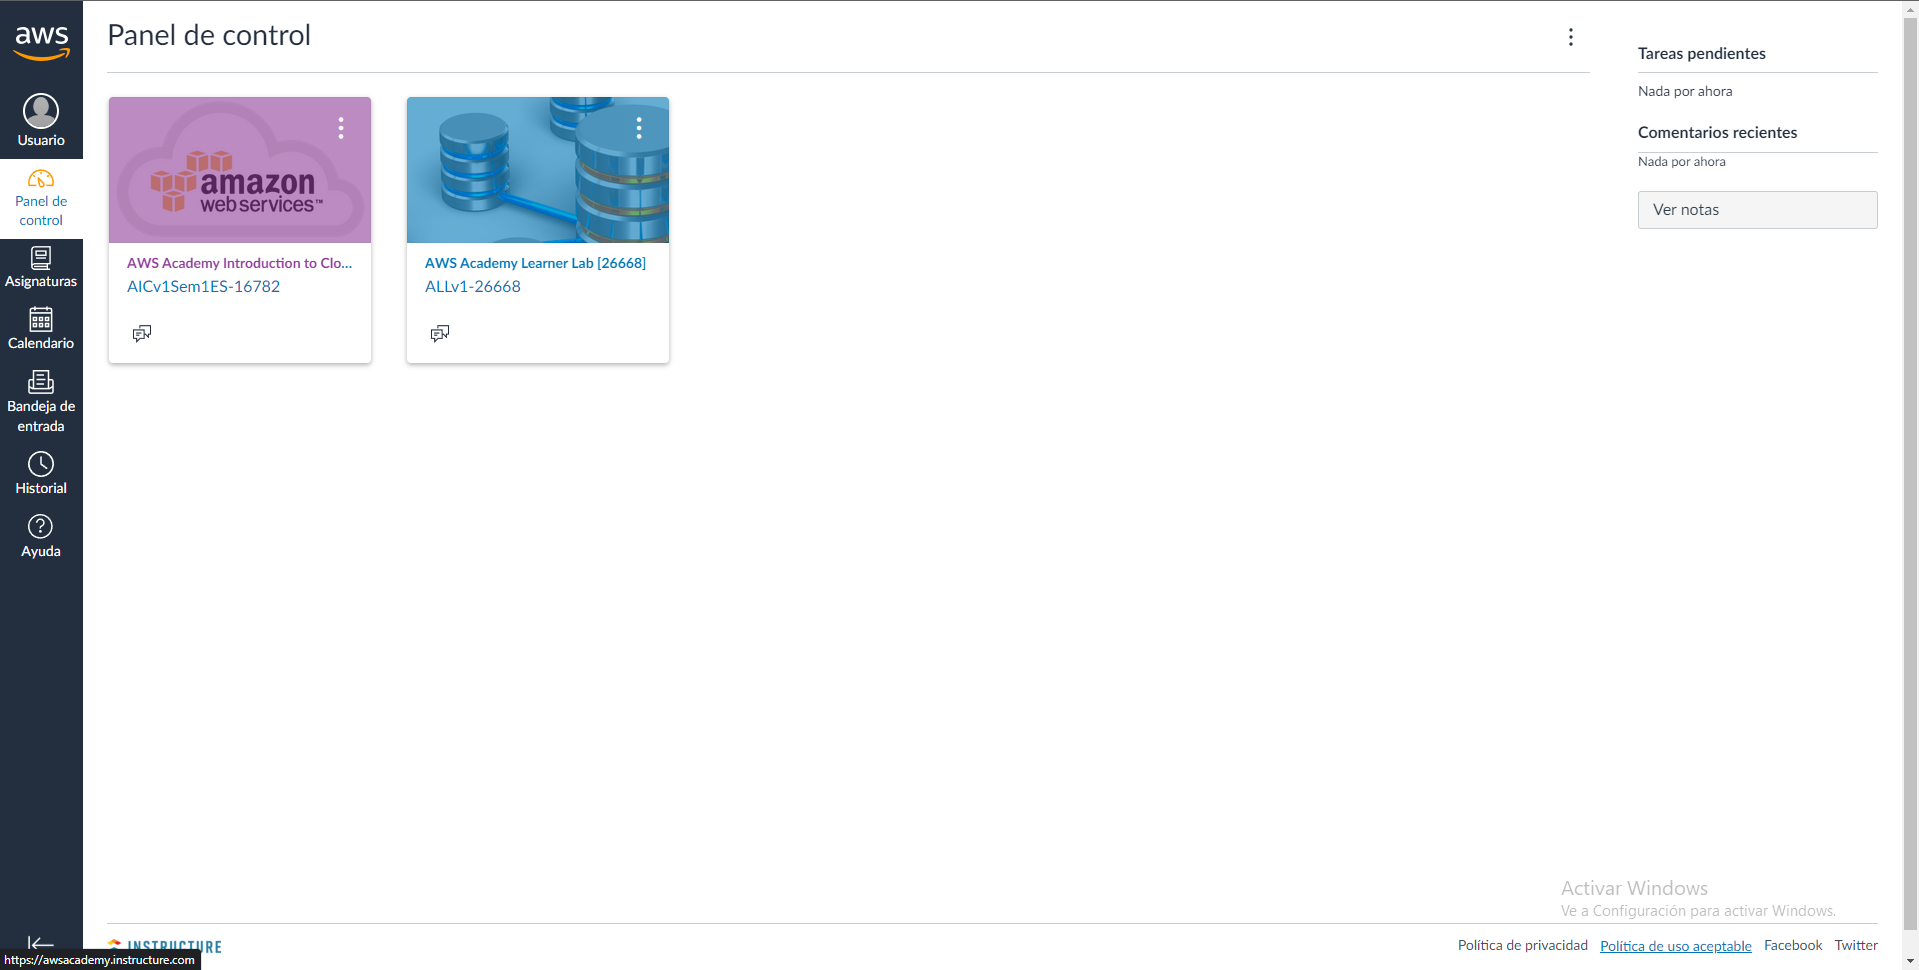 aws
Usuario
Panel de
control
Asignaturas
Calendario
Bandeja de
entrada
Historial
Ayuda
Panel de control
amazon
web services™
AWS Academy Introduction to Clo...
AICv1Sem1ES-16782
AWS Academy Learner Lab [26668]
ALLv1-26668
Tareas pendientes
Nada por ahora
Comentarios recientes
Nada por ahora
Ver notas
Activar Windows
Ve a Configuración para activar Windows.
INSTRUCTURE
Política de privacidad Política de uso aceptable Facebook Twitter
https://awsacademy.instructure.com